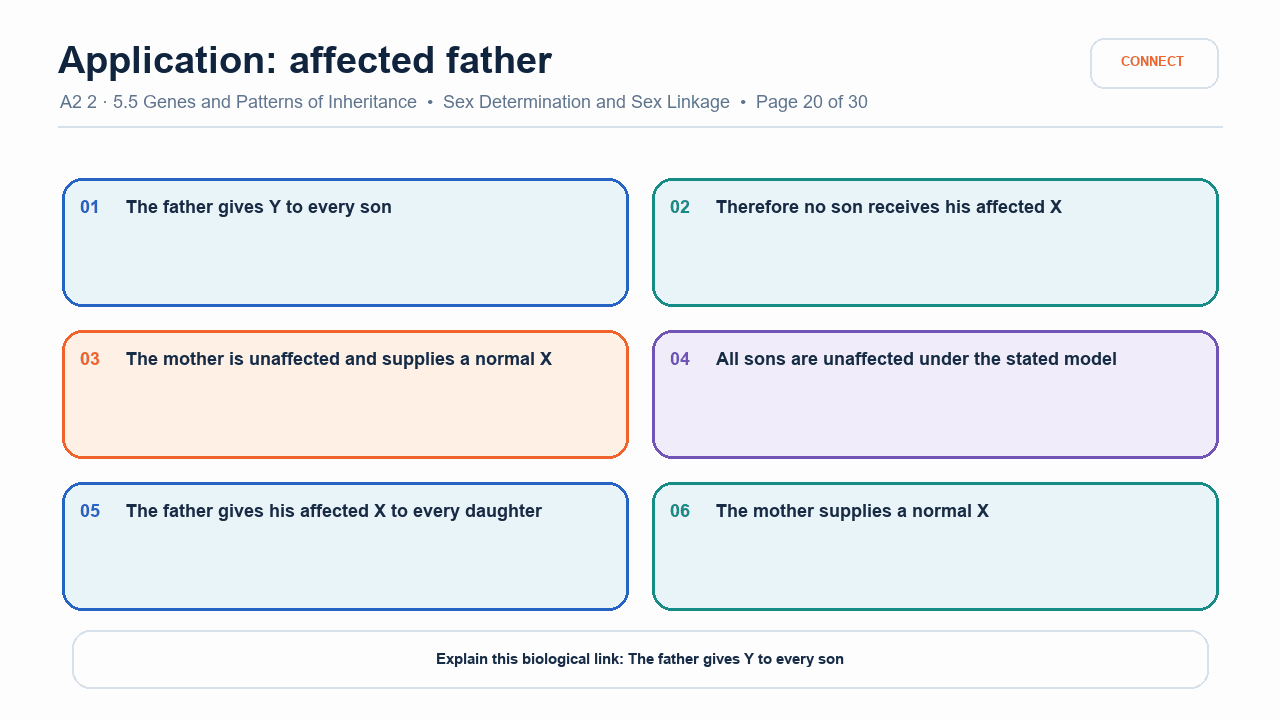 Application: affected father
CONNECT
A2 2 · 5.5 Genes and Patterns of Inheritance • Sex Determination and Sex Linkage • Page 20 of 30
01 The father gives Y to every son
02 Therefore no son receives his affected X
03 The mother is unaffected and supplies a normal X
04 All sons are unaffected under the stated model
05 The father gives his affected X to every daughter
06 The mother supplies a normal X
Explain this biological link: The father gives Y to every son